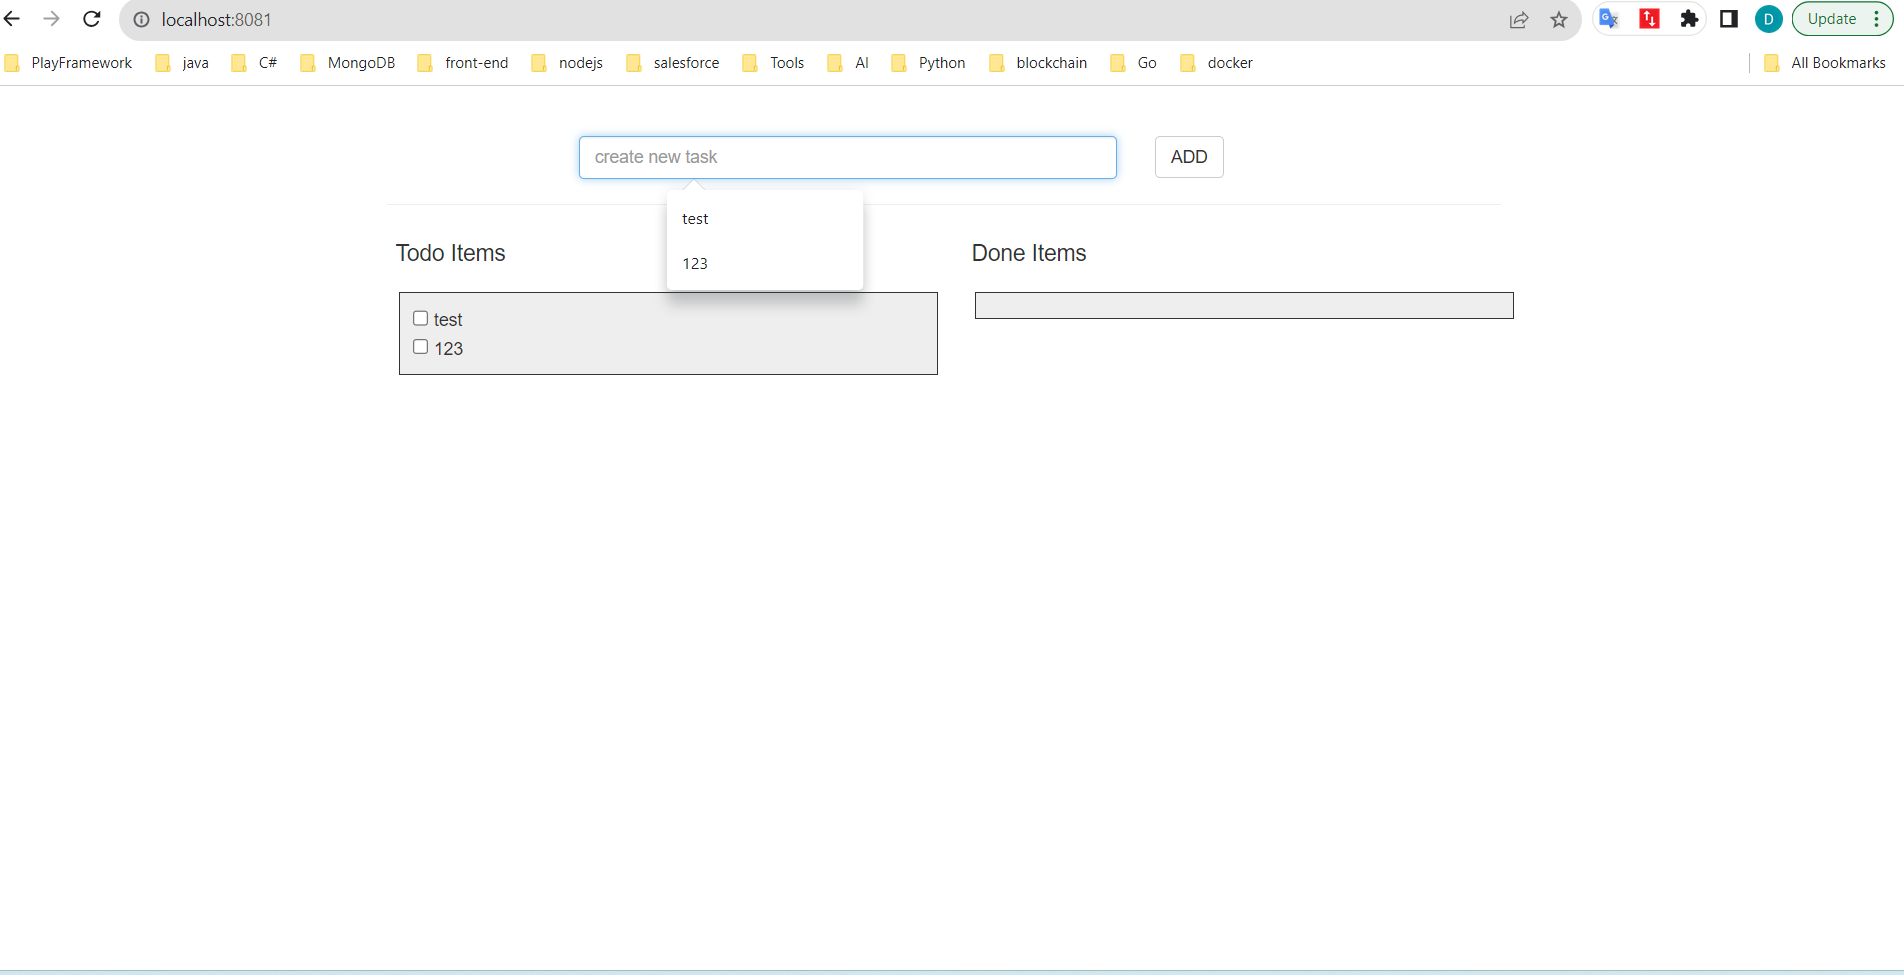 localhost:8081
D
Update
PlayFramework java C# MongoDB front-end nodejs salesforce Tools AI Python blockchain Go docker All Bookmarks
create new task ADD
test
123
Todo Items Done Items
test
123